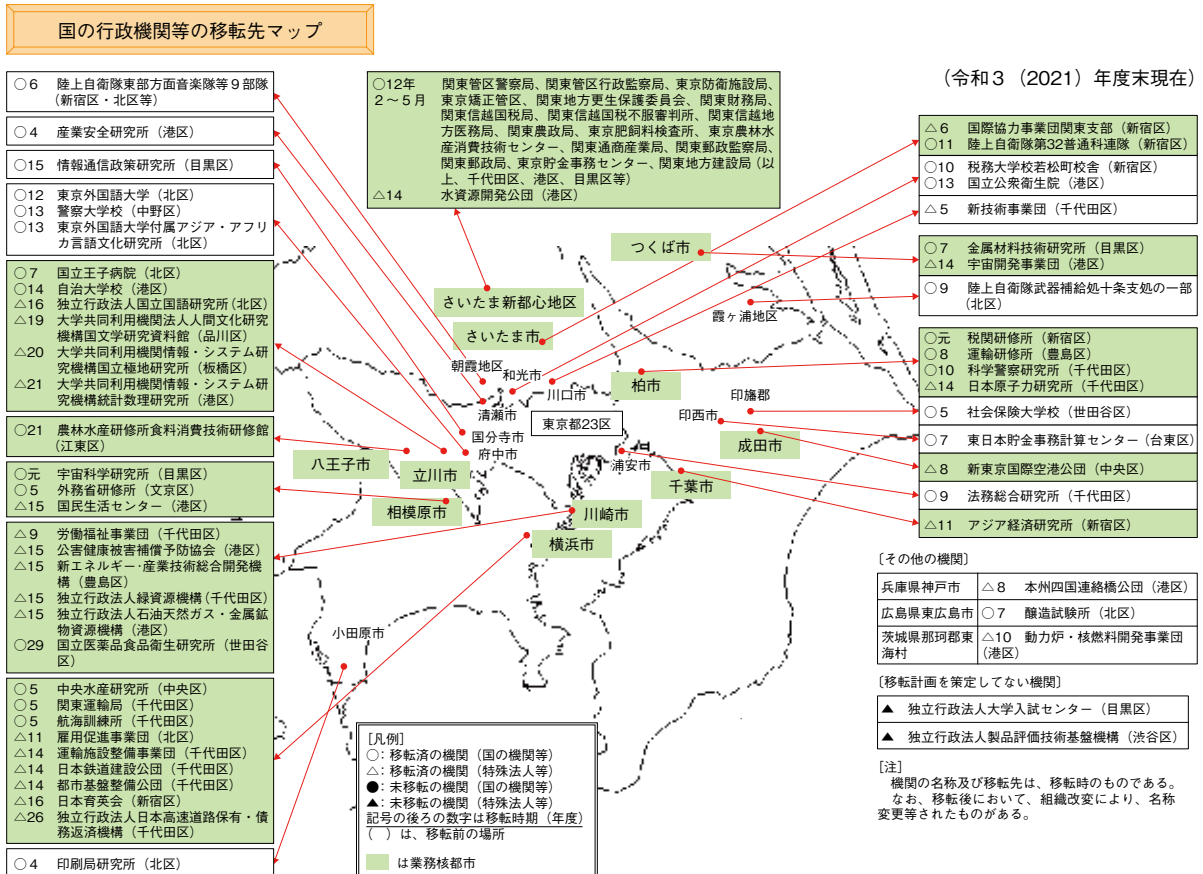 国の行政機関等の移転先マップ
(令和3(2021)年度末現在)
○6 陸上自衛隊東部方面音楽隊等9部隊
(新宿区・北区等)
○4 産業安全研究所(港区)
○15 情報通信政策研究所(目黒区)
○12 東京外国語大学(北区)
○13 警察大学校(中野区)
○13 東京外国語大学付属アジア・アフリ
カ言語文化研究所(北区)
○7 国立王子病院(北区)
○14 自治大学校(港区)
△16 独立行政法人国立国語研究所(北区)
△19 大学共同利用機関法人人間文化研究
機構国文学研究資料館(品川区)
△20 大学共同利用機関情報・システム研
究機構国立極地研究所(板橋区)
△21 大学共同利用機関情報・システム研
究機構統計数理研究所(港区)
○21 農林水産研修所食料消費技術研修館
(江東区)
○元 宇宙科学研究所(目黒区)
○5 外務省研修所(文京区)
△15 国民生活センター(港区)
△9 労働福祉事業団(千代田区)
△15 公害健康被害補償予防協会(港区)
△15 新エネルギー・産業技術総合開発機
構(豊島区)
△15 独立行政法人緑資源機構(千代田区)
△15 独立行政法人石油天然ガス・金属鉱
物資源機構(港区)
○29 国立医薬品食品衛生研究所(世田谷
区)
○5 中央水産研究所(中央区)
○5 関東運輸局(千代田区)
○5 航海訓練所(千代田区)
△11 雇用促進事業団(北区)
△14 運輸施設整備事業団(千代田区)
△14 日本鉄道建設公団(千代田区)
△14 都市基盤整備公団(千代田区)
△16 日本育英会(新宿区)
△26 独立行政法人日本高速道路保有・債
務返済機構(千代田区)
○4 印刷局研究所(北区)
○12年 関東管区警察局、関東管区行政監察局、東京防衛施設局、
2~5月 東京矯正管区、関東地方更生保護委員会、関東財務局、
関東信越国税局、関東信越国税不服審判所、関東信越地
方医務局、関東農政局、東京肥飼料検査所、東京農林水
産消費技術センター、関東通商産業局、関東郵政監察局、
関東郵政局、東京貯金事務センター、関東地方建設局(以
上、千代田区、港区、目黒区等)
△14 水資源開発公団(港区)
つくば市
さいたま新都心地区
霞ヶ浦地区
さいたま市
朝霞地区
和光市
川口市
柏市
清瀬市
印旛郡
東京都23区
印西市
国分寺市
府中市
成田市
八王子市
立川市
浦安市
千葉市
相模原市
川崎市
横浜市
小田原市
[凡例]
○:移転済の機関(国の機関等)
△:移転済の機関(特殊法人等)
●:未移転の機関(国の機関等)
▲:未移転の機関(特殊法人等)
記号の後ろの数字は移転時期(年度)
( )は、移転前の場所
は業務核都市
△6 国際協力事業団関東支部(新宿区)
○11 陸上自衛隊第32普通科連隊(新宿区)
○10 税務大学校若松町校舎(新宿区)
○13 国立公衆衛生院(港区)
△5 新技術事業団(千代田区)
○7 金属材料技術研究所(目黒区)
△14 宇宙開発事業団(港区)
○9 陸上自衛隊武器補給処十条支処の一部
(北区)
○元 税関研修所(新宿区)
○8 運輸研修所(豊島区)
○10 科学警察研究所(千代田区)
△14 日本原子力研究所(千代田区)
○5 社会保険大学校(世田谷区)
○7 東日本貯金事務計算センター(台東区)
△8 新東京国際空港公団(中央区)
○9 法務総合研究所(千代田区)
△11 アジア経済研究所(新宿区)
〔その他の機関〕
兵庫県神戸市 △8 本州四国連絡橋公団(港区)
広島県東広島市 ○7 醸造試験所(北区)
茨城県那珂郡東 △10 動力炉・核燃料開発事業団
海村 (港区)
〔移転計画を策定してない機関〕
▲ 独立行政法人大学入試センター(目黒区)
▲ 独立行政法人製品評価技術基盤機構(渋谷区)
[注]
機関の名称及び移転先は、移転時のものである。
なお、移転後において、組織改変により、名称
変更等されたものがある。